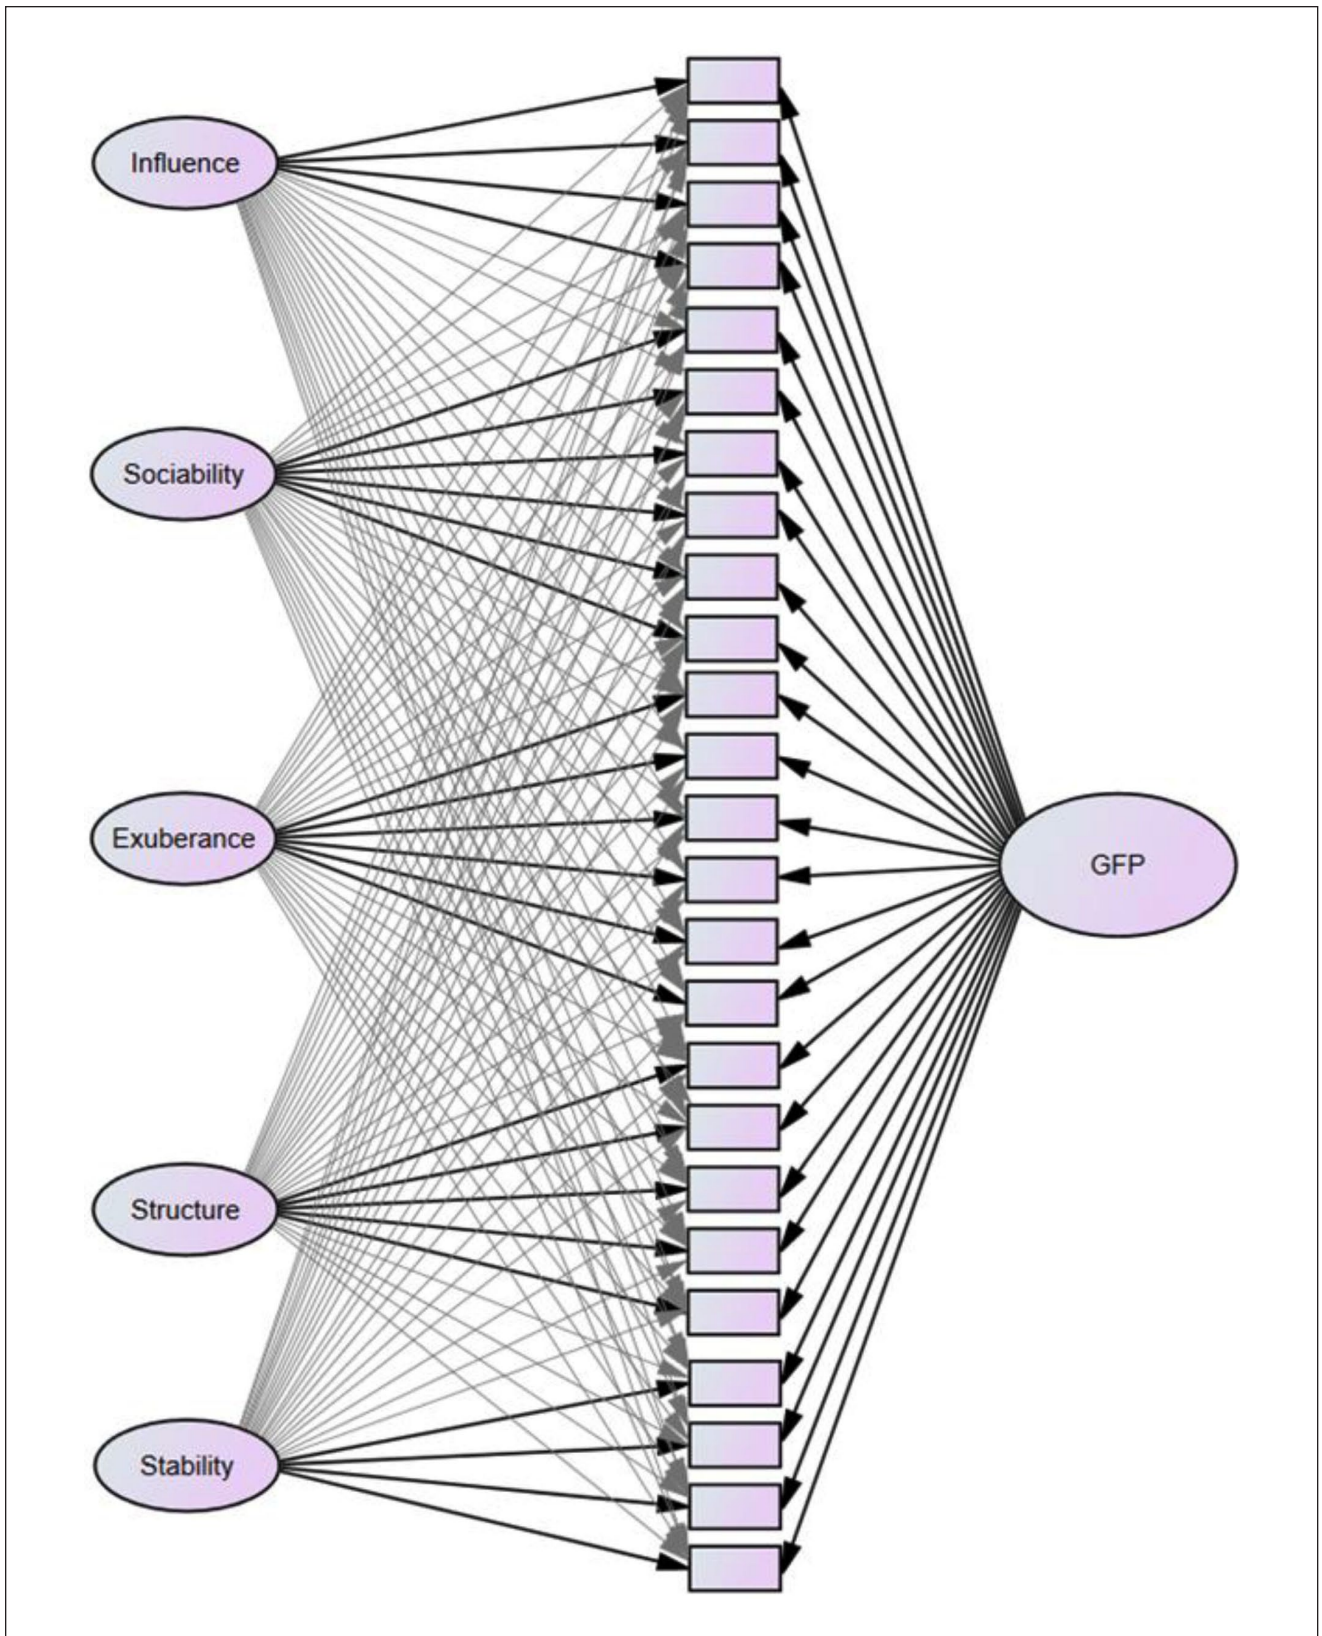 Influence
Sociability
Exuberance
GFP
Structure
Stability